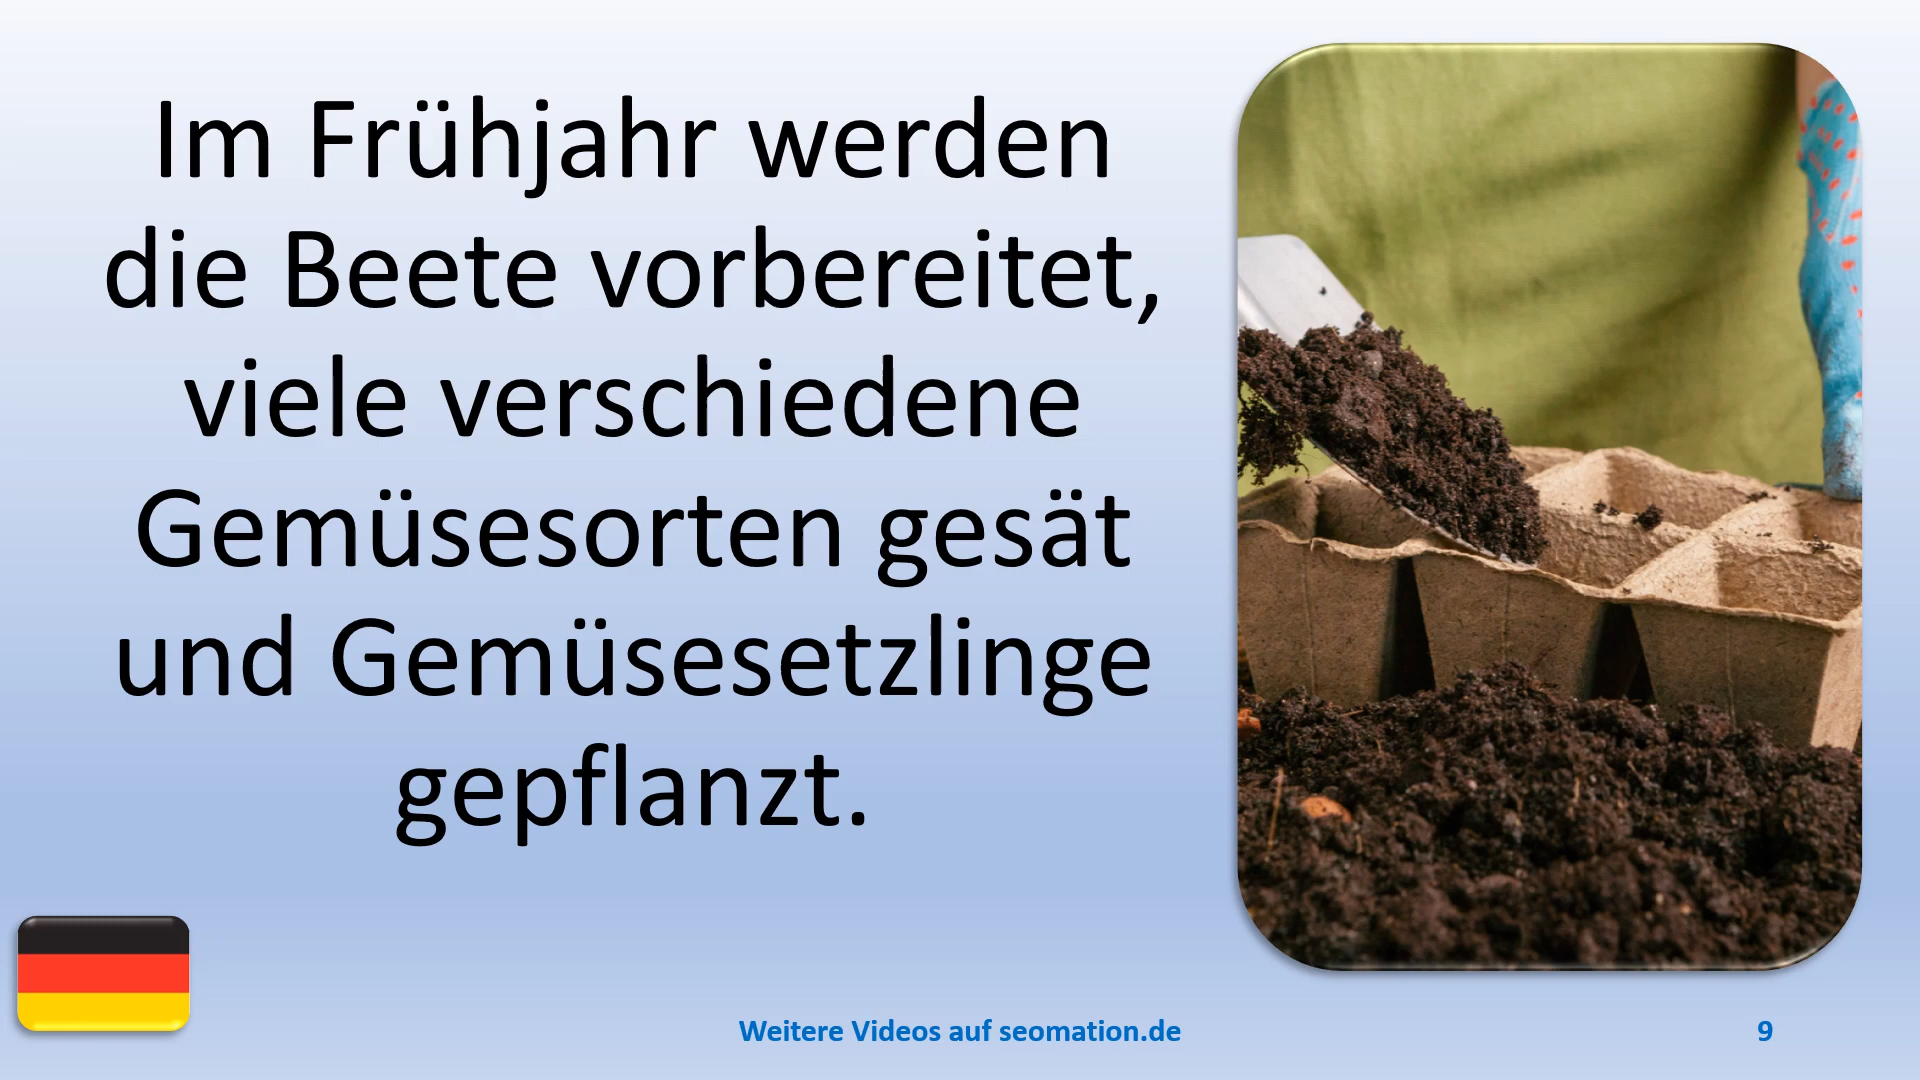 Im Frühjahr werden
die Beete vorbereitet,
viele verschiedene
Gemüsesorten gesät
und Gemüsesetzlinge
gepflanzt.
Weitere Videos auf seomation.de
9